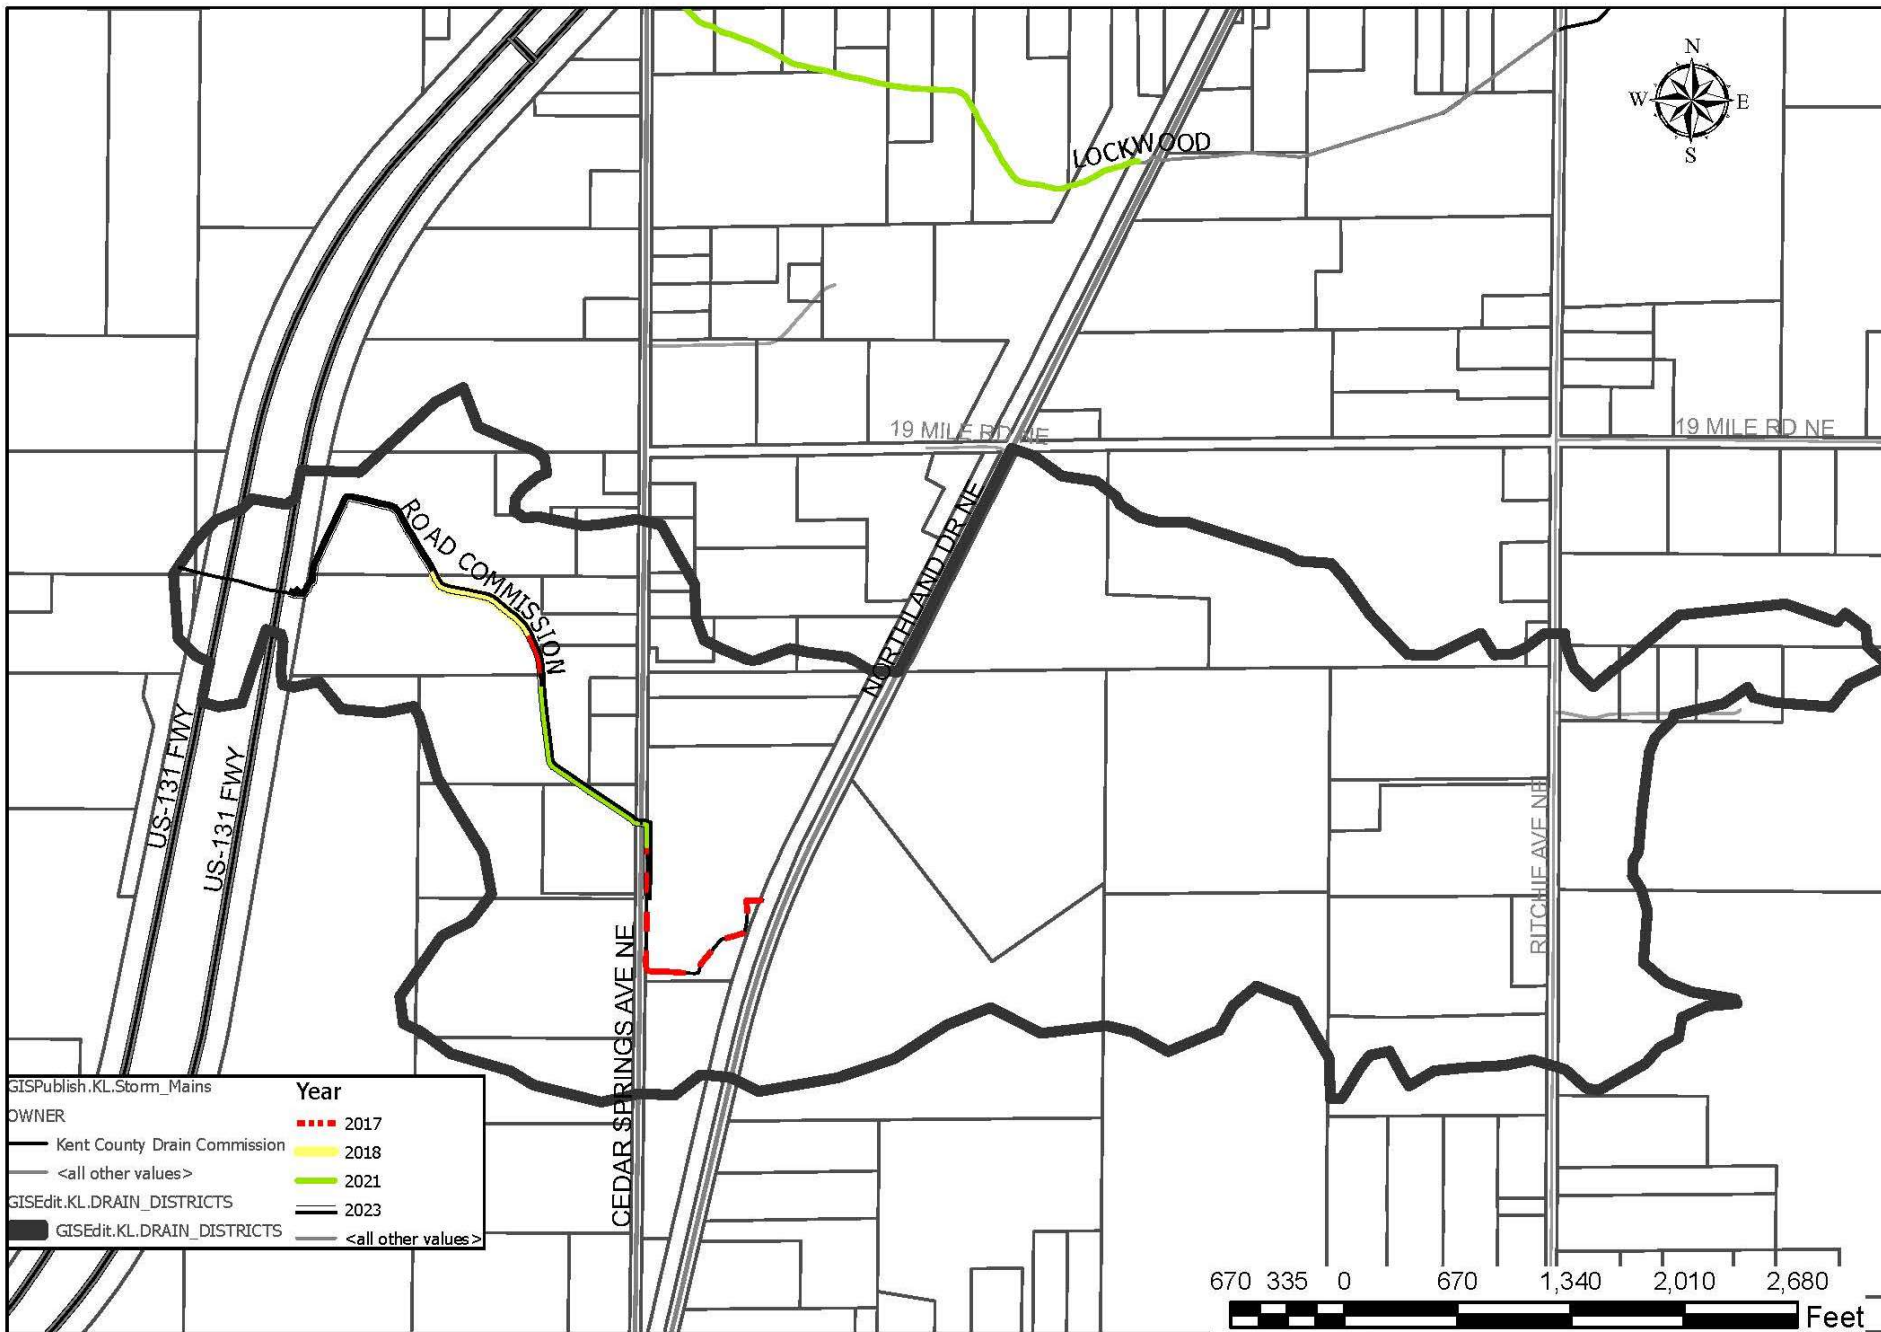 N
W E
S
LOCKWOOD
19 MILE RD NE
19 MILE RD NE
ROAD COMMISSION
NORTHLAND DR NE
US-131 FWY
US-131 FWY
RITCHIE AVE NE
CEDAR SPRINGS AVE NE
GISPublish.KL.Storm_Mains
OWNER
Kent County Drain Commission
<all other values>
GISEdit.KL.DRAIN_DISTRICTS
GISEdit.KL.DRAIN_DISTRICTS
Year
2017
2018
2021
2023
<all other values>
670 335 0 670 1,340 2,010 2,680
Feet